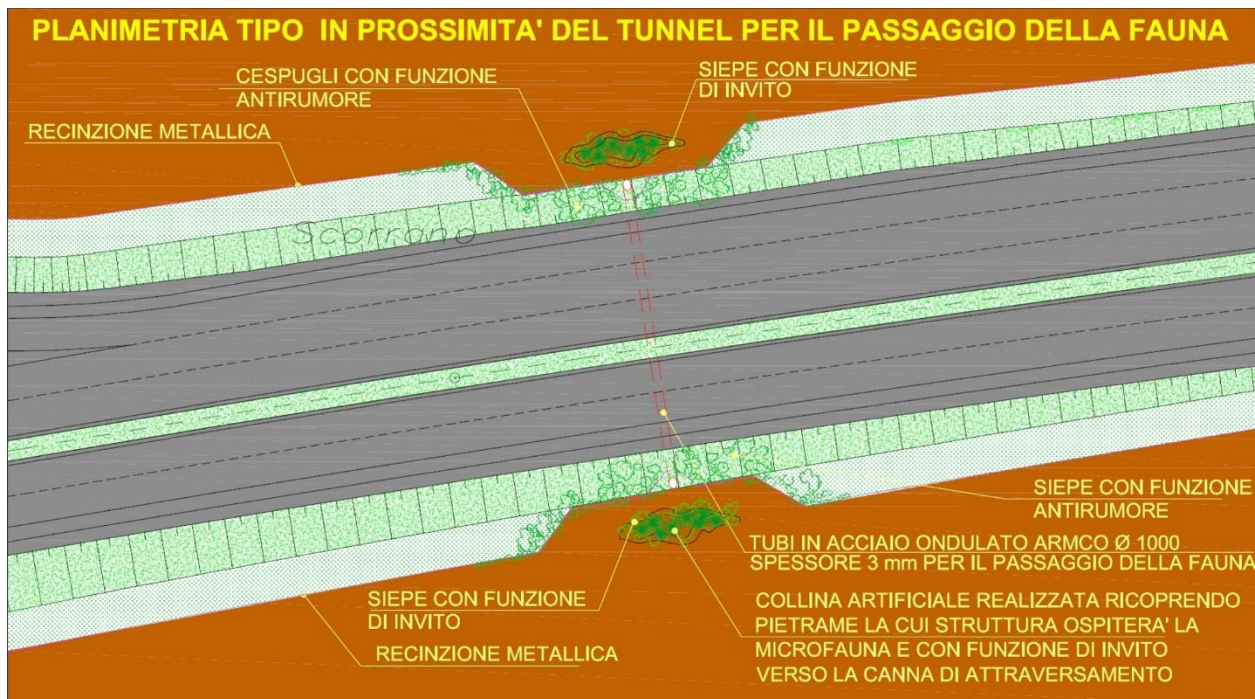 PLANIMETRIA TIPO IN PROSSIMITA' DEL TUNNEL PER IL PASSAGGIO DELLA FAUNA
CESPUGLI CON FUNZIONE
ANTIRUMORE
SIEPE CON FUNZIONE
DI INVITO
RECINZIONE METALLICA
Scorrano
SIEPE CON FUNZIONE
ANTIRUMORE
TUBI IN ACCIAIO ONDULATO ARMCO Ø 1000
SPESSORE 3 mm PER IL PASSAGGIO DELLA FAUNA
SIEPE CON FUNZIONE
DI INVITO
RECINZIONE METALLICA
COLLINA ARTIFICIALE REALIZZATA RICOPRENDO
PIETRAME LA CUI STRUTTURA OSPITERA' LA
MICROFAUNA E CON FUNZIONE DI INVITO
VERSO LA CANNA DI ATTRAVERSAMENTO